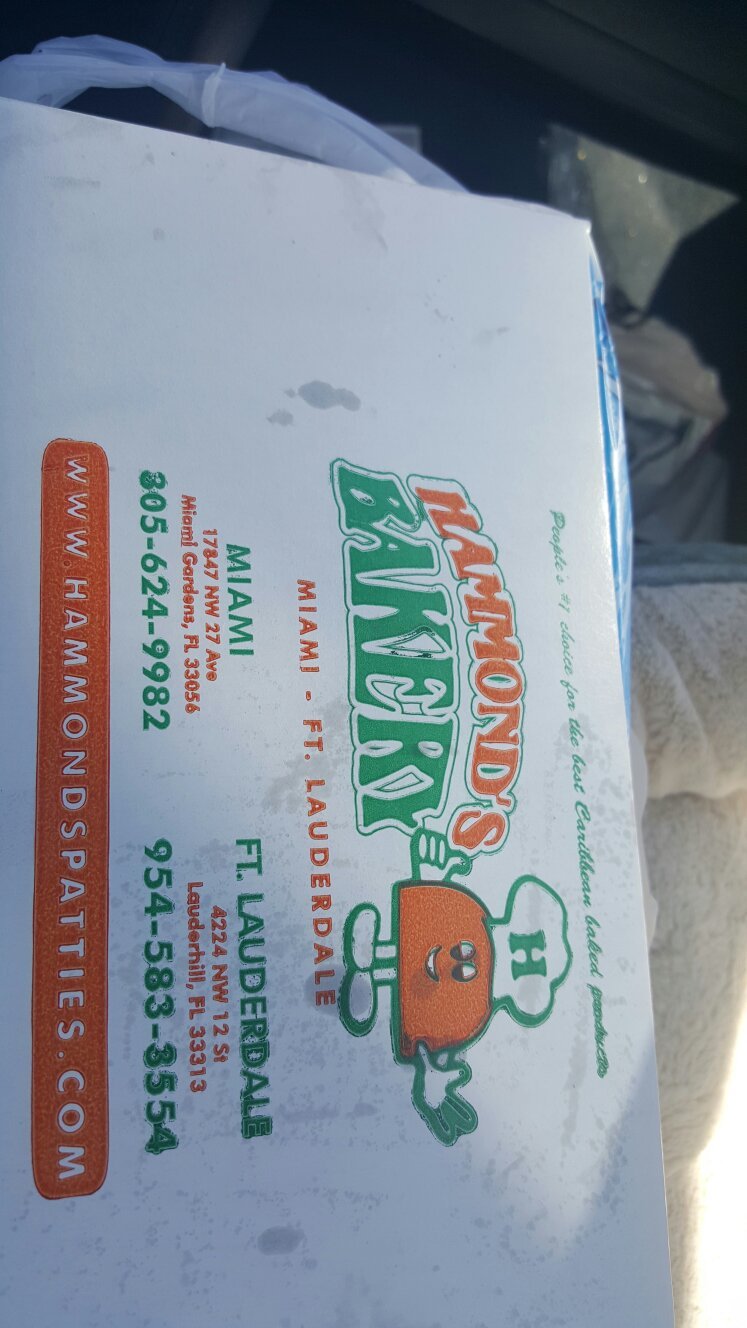 People's #1 choice for the best Caribbean baked products
HAMMOND'S
BAKERY
H
MIAMI - FT. LAUDERDALE
MIAMI
17847 NW 27 Ave
Miami Gardens, FL 33056
305-624-9982
FT. LAUDERDALE
4224 NW 12 St
Lauderhill, FL 33313
954-583-3554
WWW.HAMMONDSPATTIES.COM